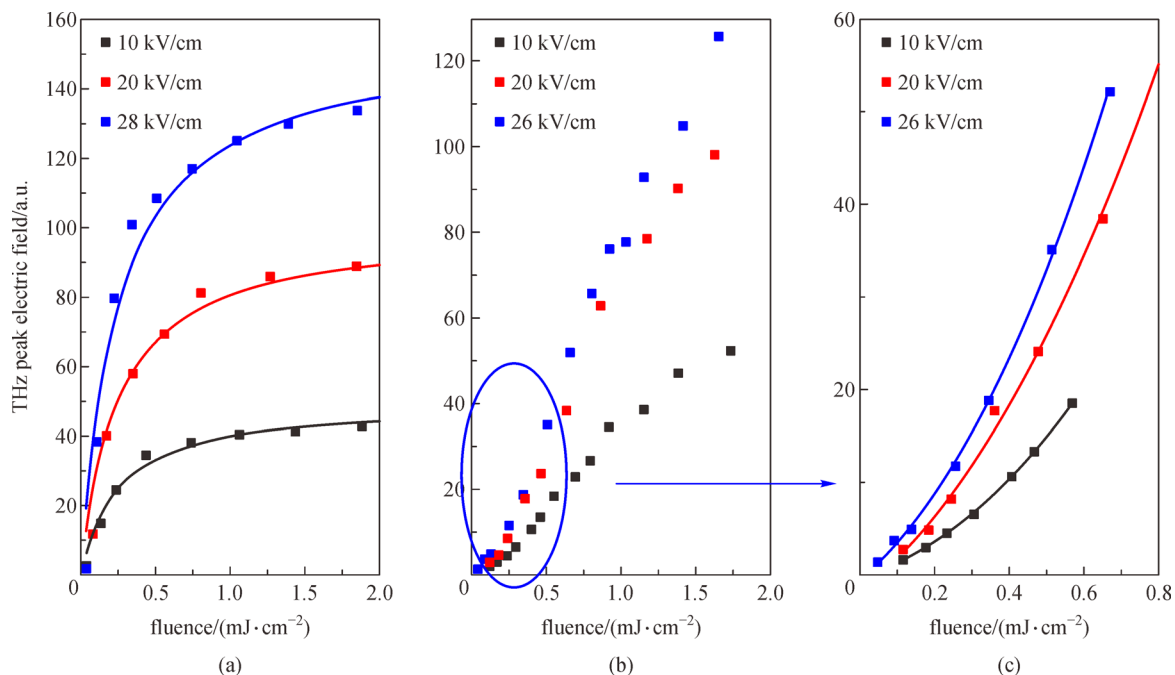 THz peak electric field/a.u.
160
140
120
100
80
60
40
20
0.5
1.0
1.5
2.0
10 kV/cm
20 kV/cm
28 kV/cm
fluence/(mJ·cm⁻²)
(a)
120
100
80
60
40
20
0
0.5
1.0
1.5
2.0
10 kV/cm
20 kV/cm
26 kV/cm
fluence/(mJ·cm⁻²)
(b)
60
40
20
0
0.2
0.4
0.6
0.8
10 kV/cm
20 kV/cm
26 kV/cm
fluence/(mJ·cm⁻²)
(c)